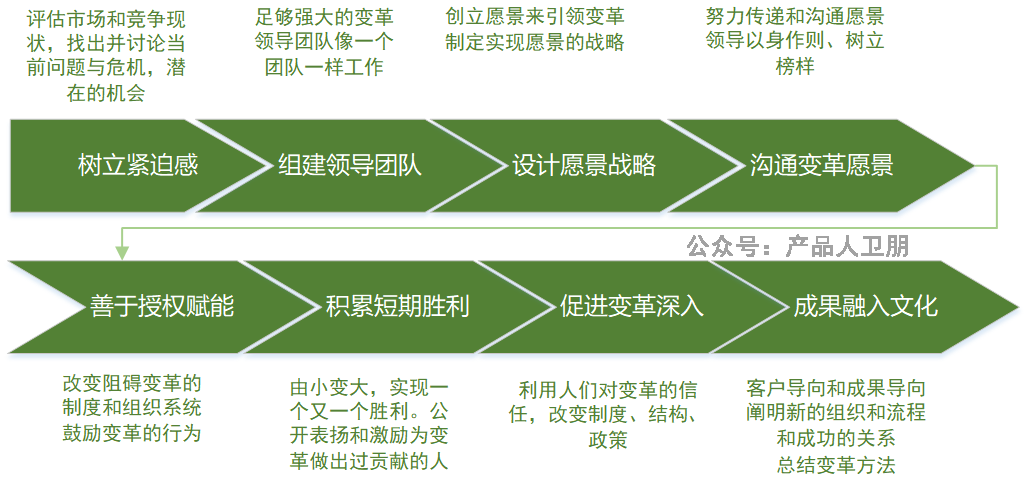 评估市场和竞争现
状，找出并讨论当
前问题与危机，潜
在的机会
足够强大的变革
领导团队像一个
团队一样工作
创立愿景来引领变革
制定实现愿景的战略
努力传递和沟通愿景
领导以身作则、树立
榜样
树立紧迫感
组建领导团队
设计愿景战略
沟通变革愿景
公众号：产品人卫朋
善于授权赋能
积累短期胜利
促进变革深入
成果融入文化
改变阻碍变革的
制度和组织系统
鼓励变革的行为
由小变大，实现一
个又一个胜利。公
开表扬和激励为变
革做出过贡献的人
利用人们对变革的信
任，改变制度、结构、
政策
客户导向和成果导向
阐明新的组织和流程
和成功的关系
总结变革方法